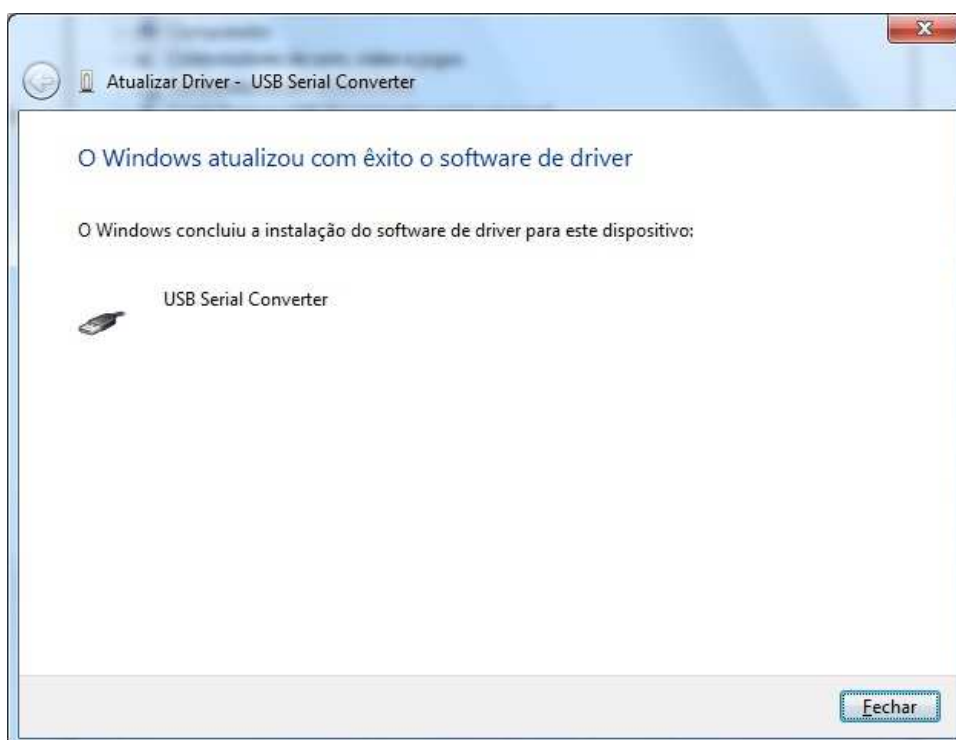 Atualizar Driver - USB Serial Converter
O Windows atualizou com êxito o software de driver
O Windows concluiu a instalação do software de driver para este dispositivo:
USB Serial Converter
Fechar